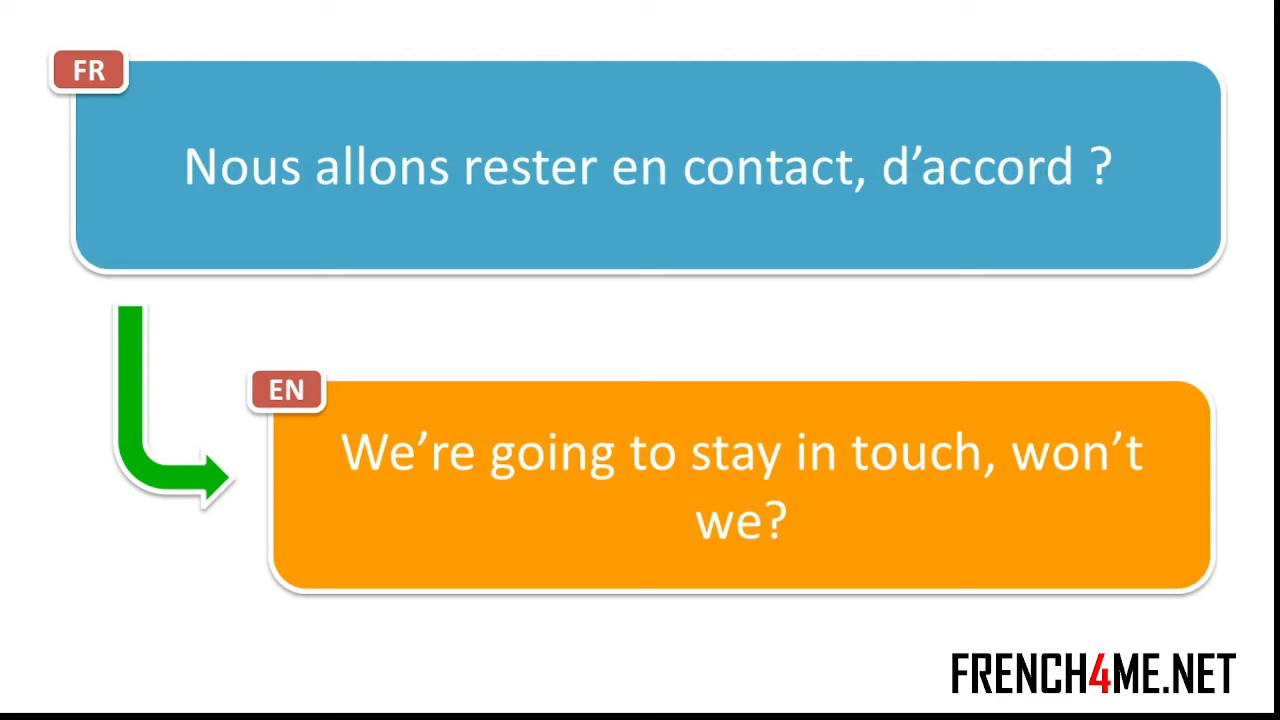 FR
Nous allons rester en contact, d’accord ?
EN
We’re going to stay in touch, won’t
we?
FRENCH4ME.NET